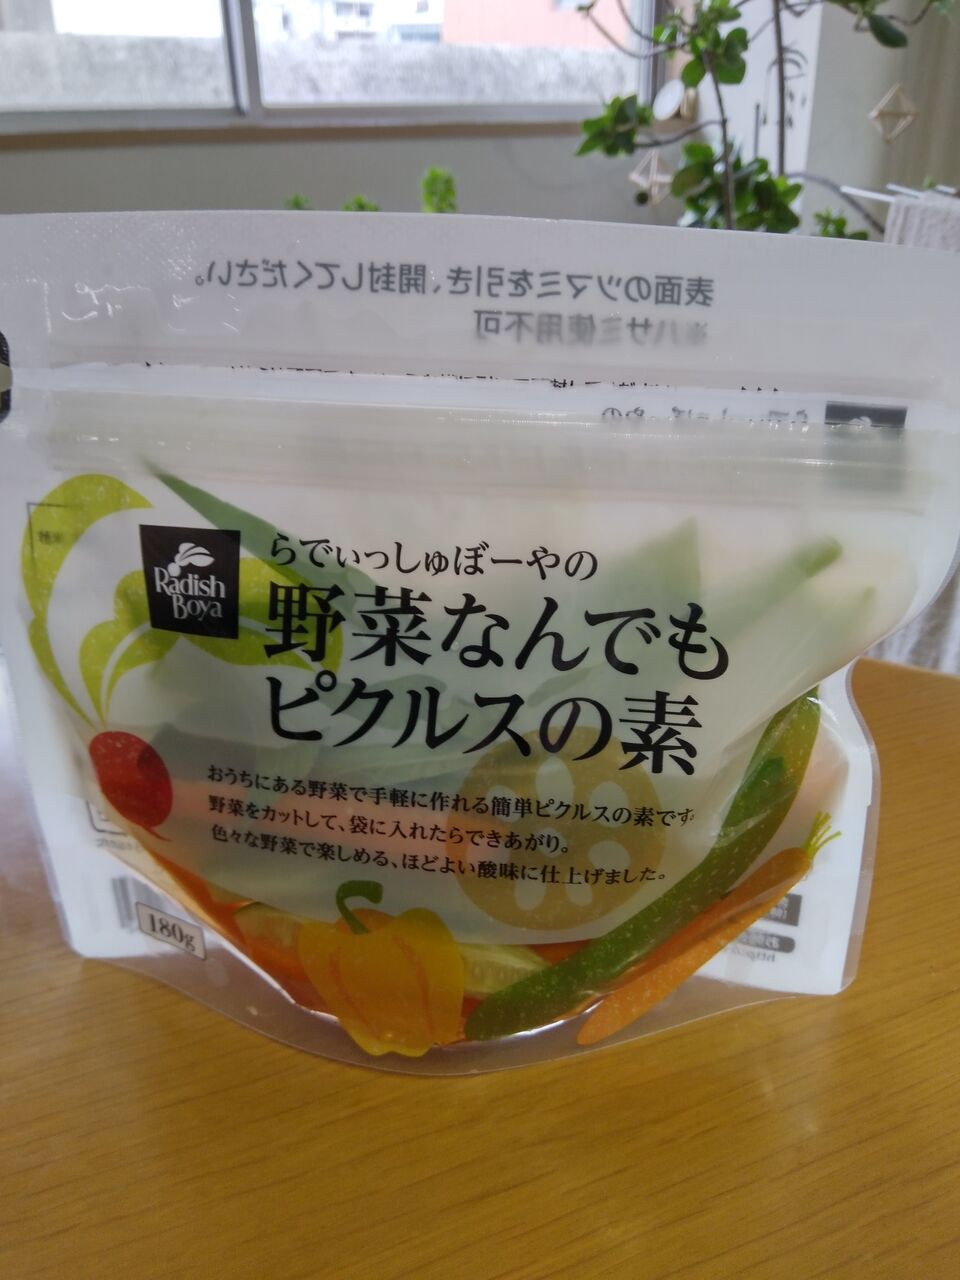 表面のツマミを引き、開封してください。
※ハサミ使用不可
Radish
Boya
らでぃっしゅぼーやの
野菜なんでも
ピクルスの素
おうちにある野菜で手軽に作れる簡単ピクルスの素です。
野菜をカットして、袋に入れたらできあがり。
色々な野菜で楽しめる、ほどよい酸味に仕上げました。
180g